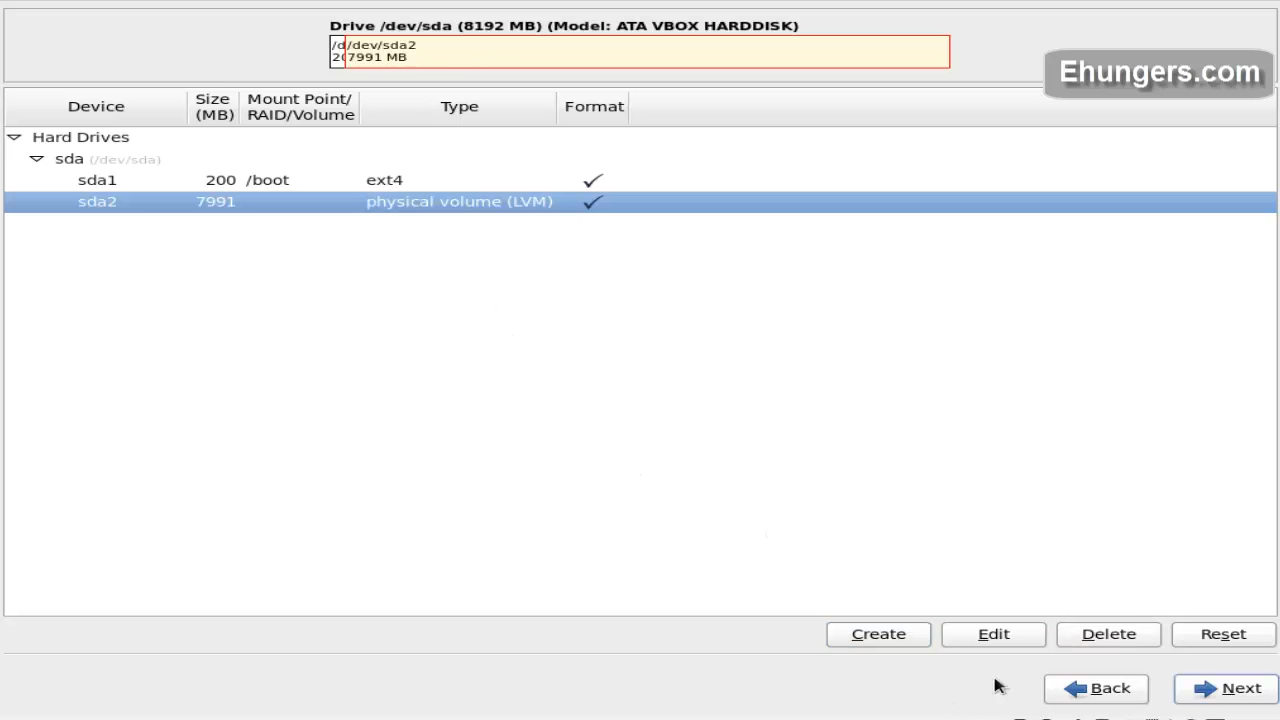 Drive /dev/sda (8192 MB) (Model: ATA VBOX HARDDISK)
/d/dev/sda2
20 7991 MB
Ehungers.com
Device Size (MB) Mount Point/ RAID/Volume Type Format
Hard Drives
sda (/dev/sda)
sda1 200 /boot ext4
sda2 7991 physical volume (LVM)
Create Edit Delete Reset
Back Next